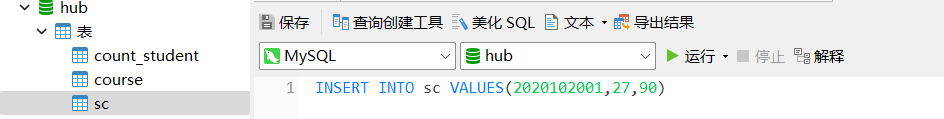 hub
表
count_student
course
sc
保存 查询创建工具 美化 SQL 文本 导出结果
MySQL hub 运行 停止 解释
1 INSERT INTO sc VALUES(2020102001,27,90)